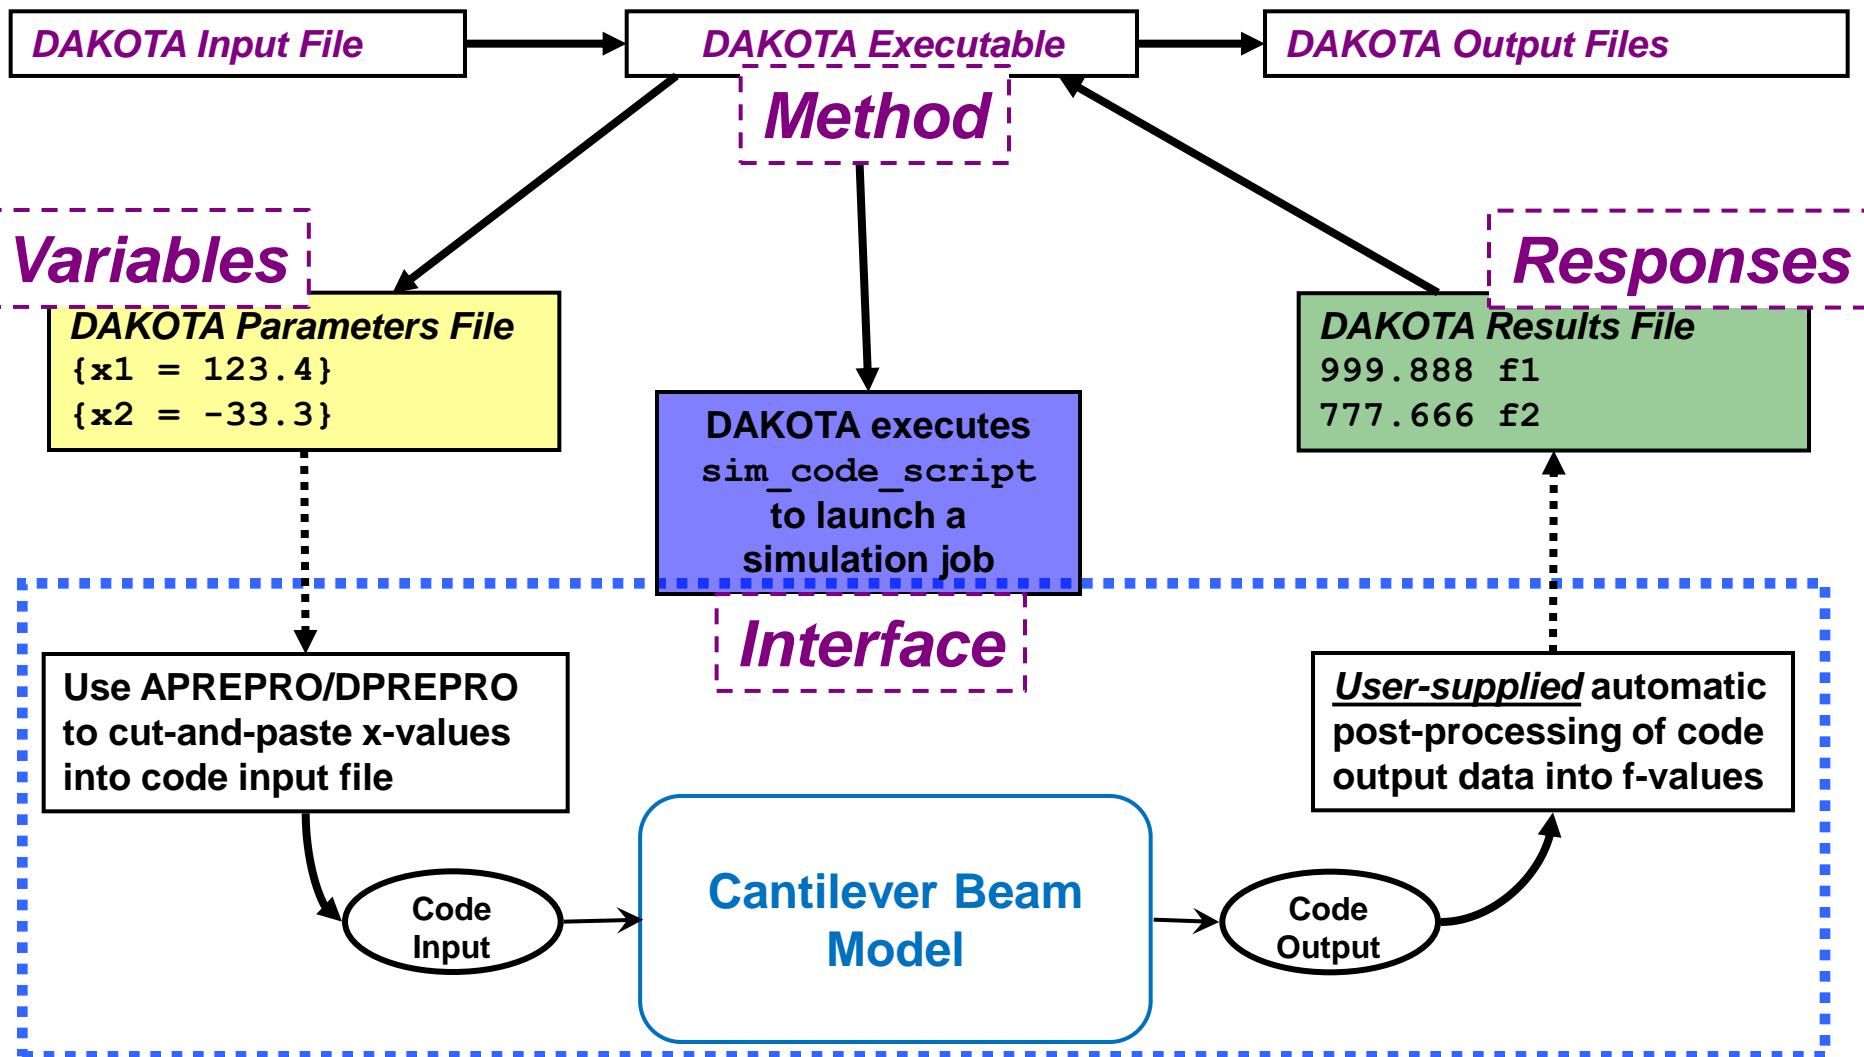 DAKOTA Input File
DAKOTA Executable
DAKOTA Output Files
Method
Variables
Responses
DAKOTA Parameters File
{x1 = 123.4}
{x2 = -33.3}
DAKOTA Results File
999.888 f1
777.666 f2
DAKOTA executes
sim_code_script
to launch a
simulation job
Interface
Use APREPRO/DPREPRO
to cut-and-paste x-values
into code input file
User-supplied automatic
post-processing of code
output data into f-values
Code
Input
Cantilever Beam
Model
Code
Output